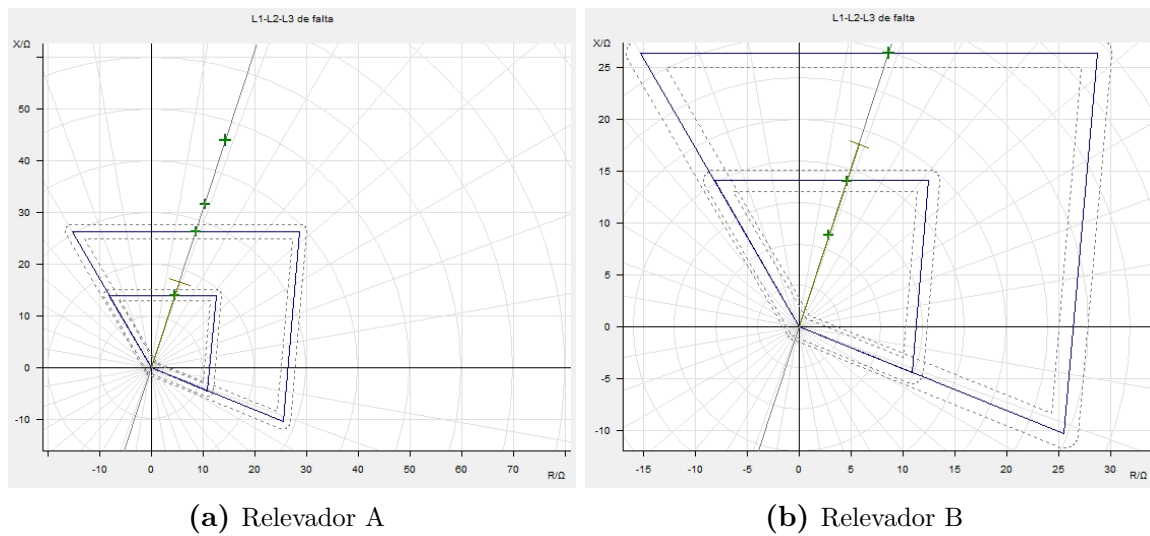 L1-L2-L3 de falta
X/Ω
50
40
30
20
10
0
-10
-10 0 10 20 30 40 50 60 70
R/Ω
(a) Relevador A
L1-L2-L3 de falta
X/Ω
25
20
15
10
5
0
-5
-10
-15 -10 -5 0 5 10 15 20 25 30
R/Ω
(b) Relevador B